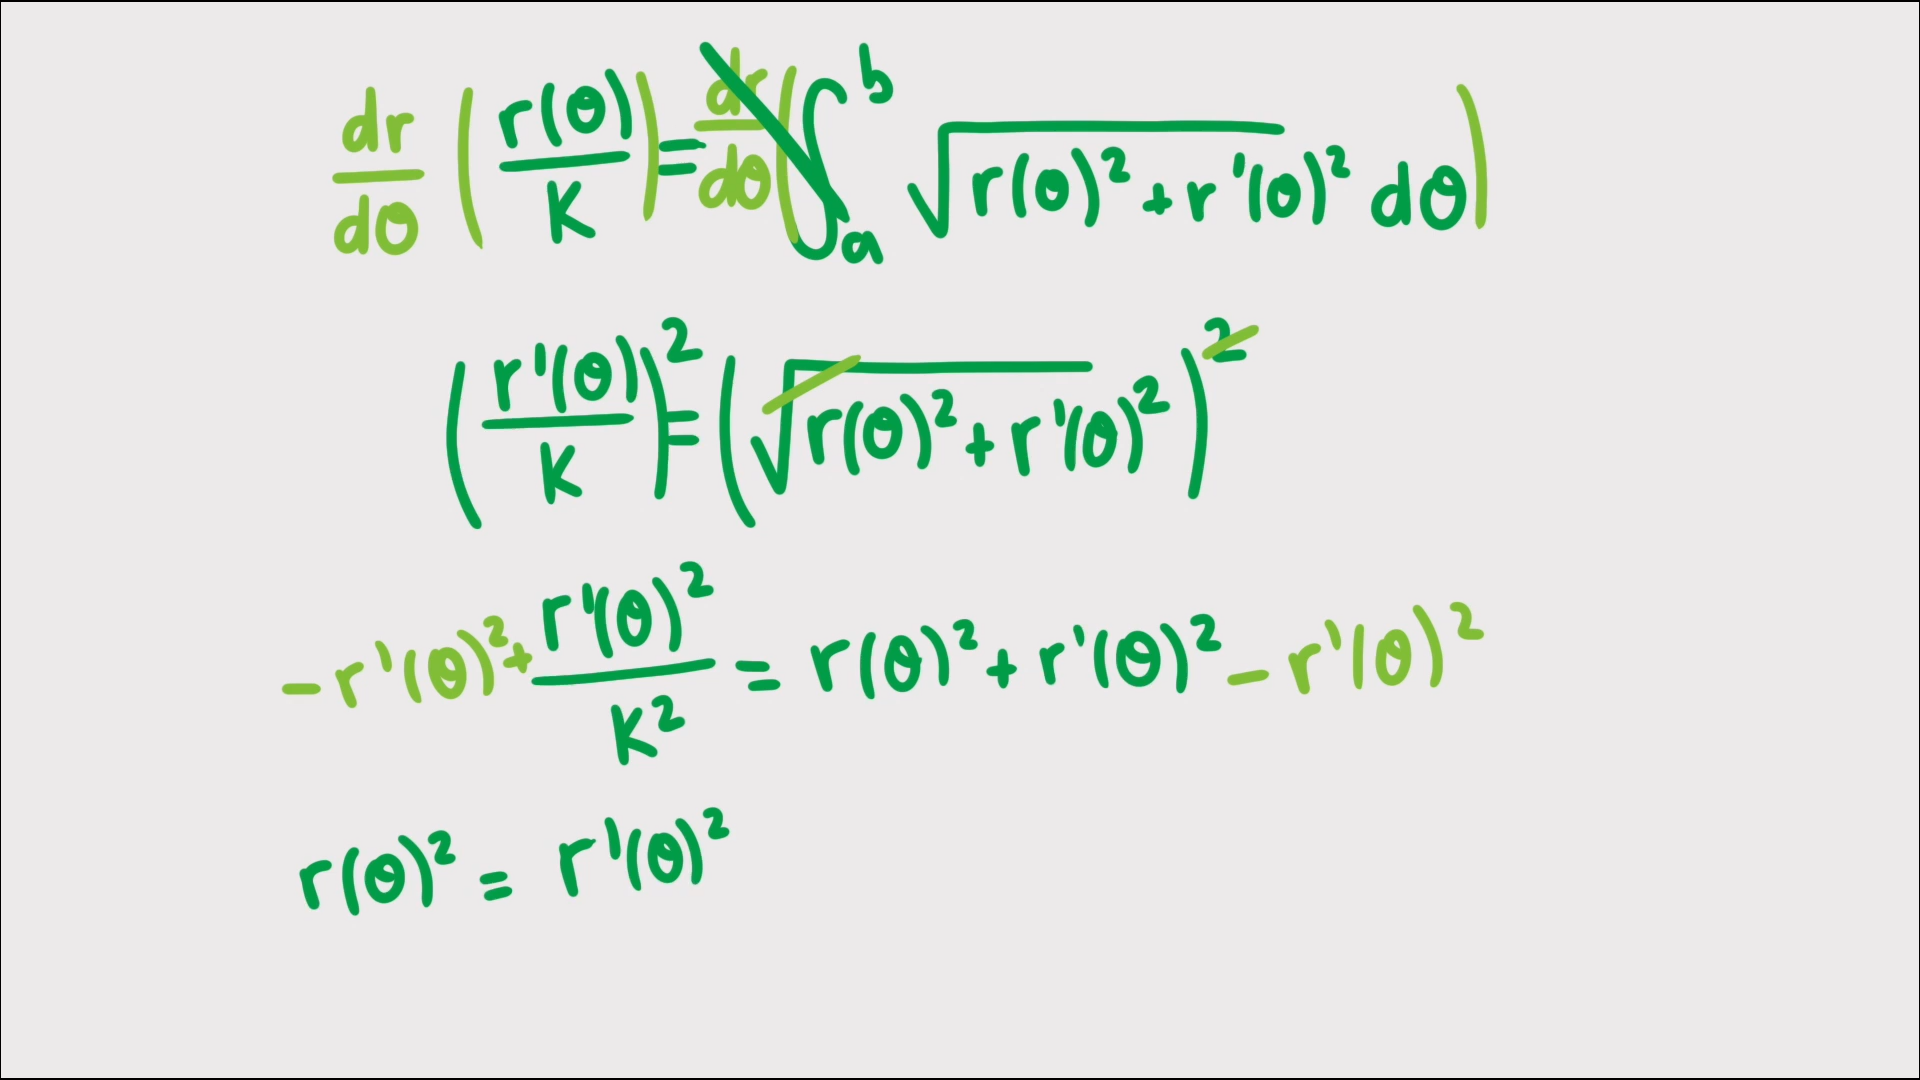 dr/dθ (r(θ)/K) = dr/dθ (∫_a^b √(r(θ)² + r'(θ)²) dθ)
(r'(θ)/K)² = (√(r(θ)² + r'(θ)²))²
-r'(θ)² + r'(θ)²/K² = r(θ)² + r'(θ)² - r'(θ)²
r(θ)² = r'(θ)²